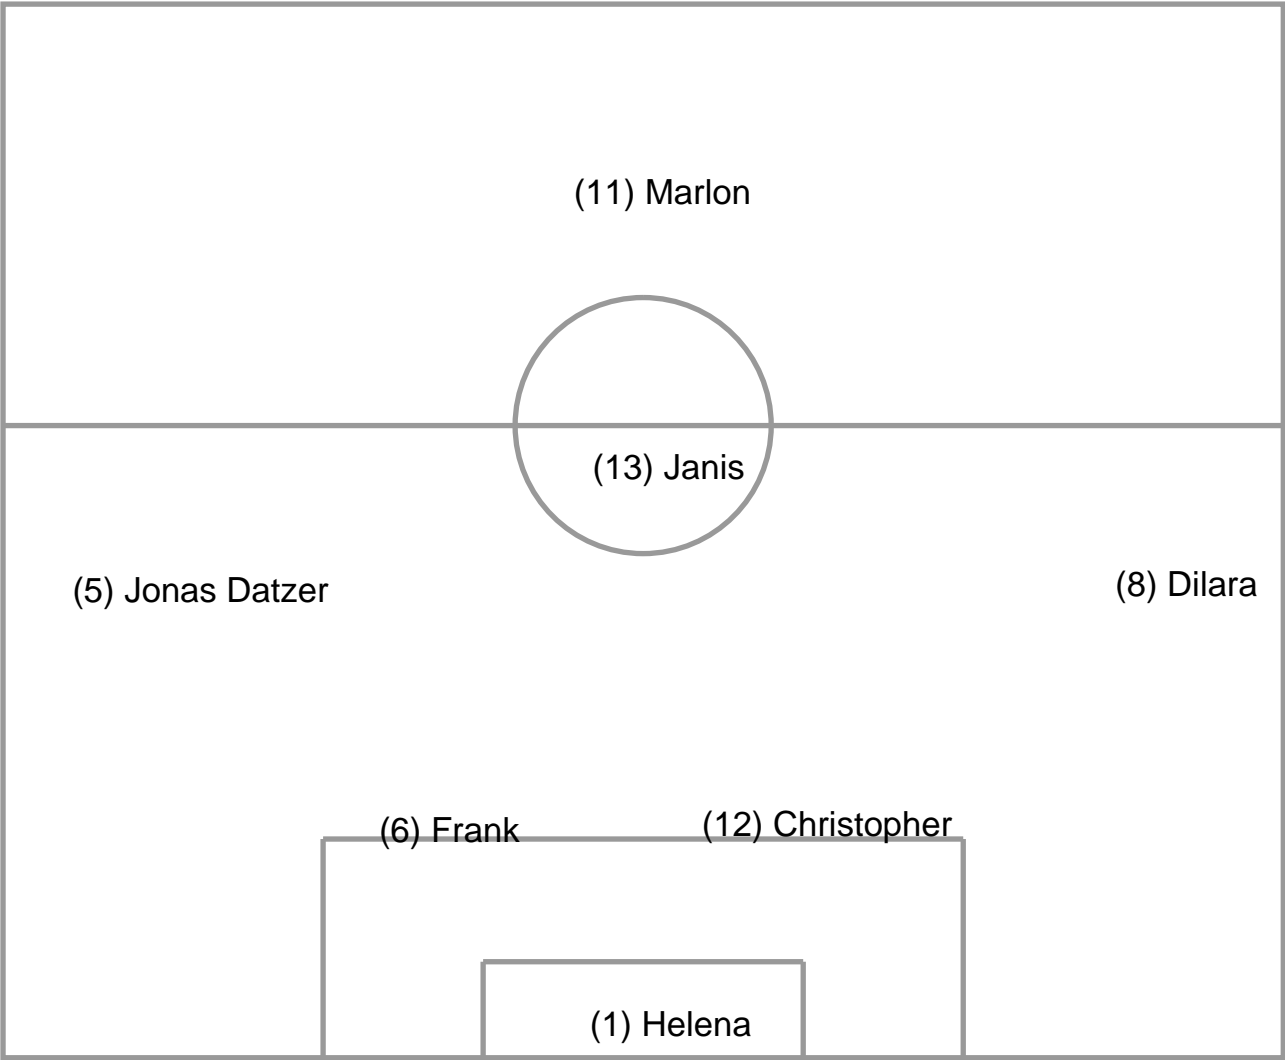 (11) Marlon
(13) Janis
(5) Jonas Datzer
(8) Dilara
(6) Frank
(12) Christopher
(1) Helena